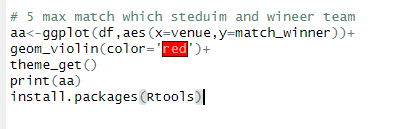 # 5 max match which steduim and wineer team
aa<-ggplot(df,aes(x=venue,y=match_winner))+
geom_violin(color='red')+
theme_get()
print(aa)
install.packages(Rtools)